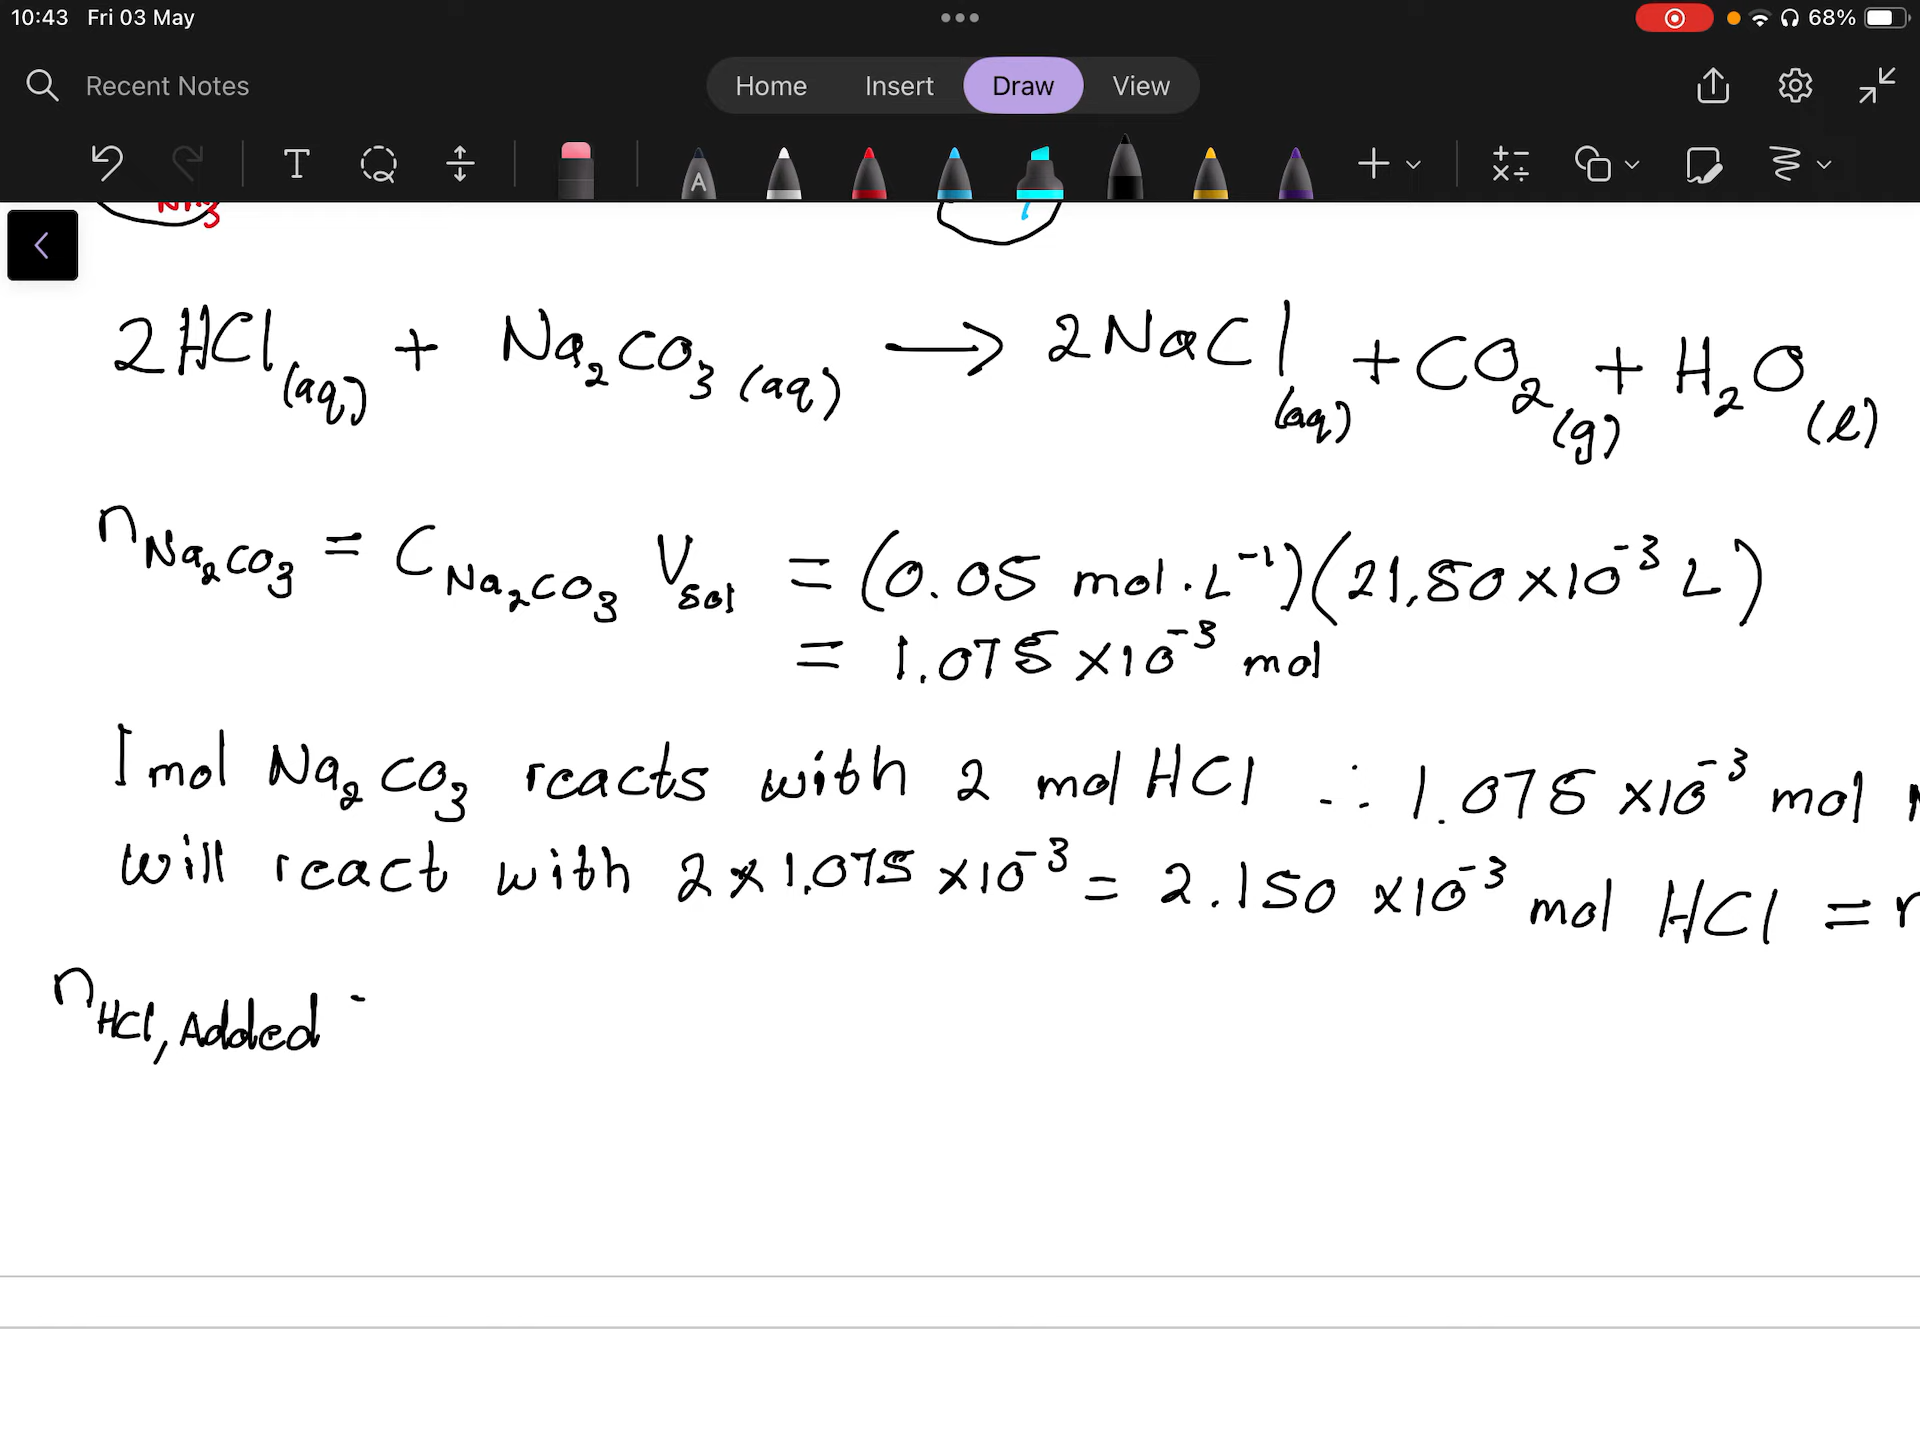 10:43 Fri 03 May 68%
Recent Notes Home Insert Draw View
T A
NH3
2HCl(aq) + Na2CO3(aq) → 2NaCl(aq) + CO2(g) + H2O(l)
nNa2CO3 = CNa2CO3 Vsol = (0.05 mol·L⁻¹)(21.50 x10⁻³ L)
= 1.075 x10⁻³ mol
1 mol Na2CO3 reacts with 2 mol HCl ∴ 1.075 x10⁻³ mol
will react with 2 x 1.075 x10⁻³ = 2.150 x10⁻³ mol HCl =
nHCl, Added